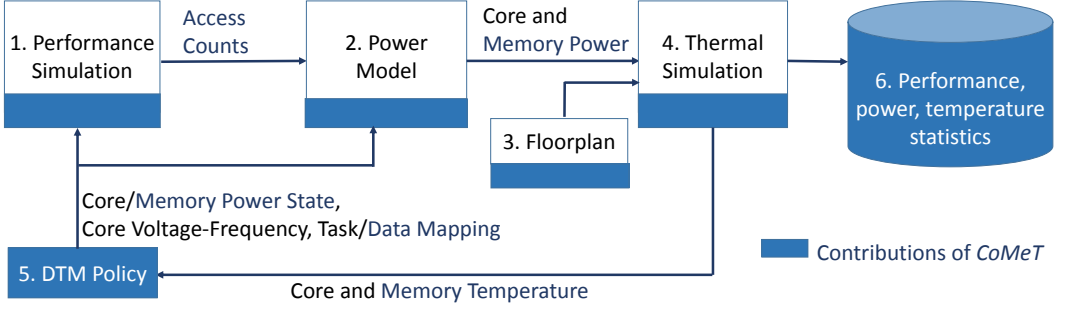 1. Performance
Simulation
Access
Counts
2. Power
Model
Core and
Memory Power
4. Thermal
Simulation
6. Performance,
power, temperature
statistics
3. Floorplan
Core/Memory Power State,
Core Voltage-Frequency, Task/Data Mapping
5. DTM Policy
Contributions of CoMeT
Core and Memory Temperature